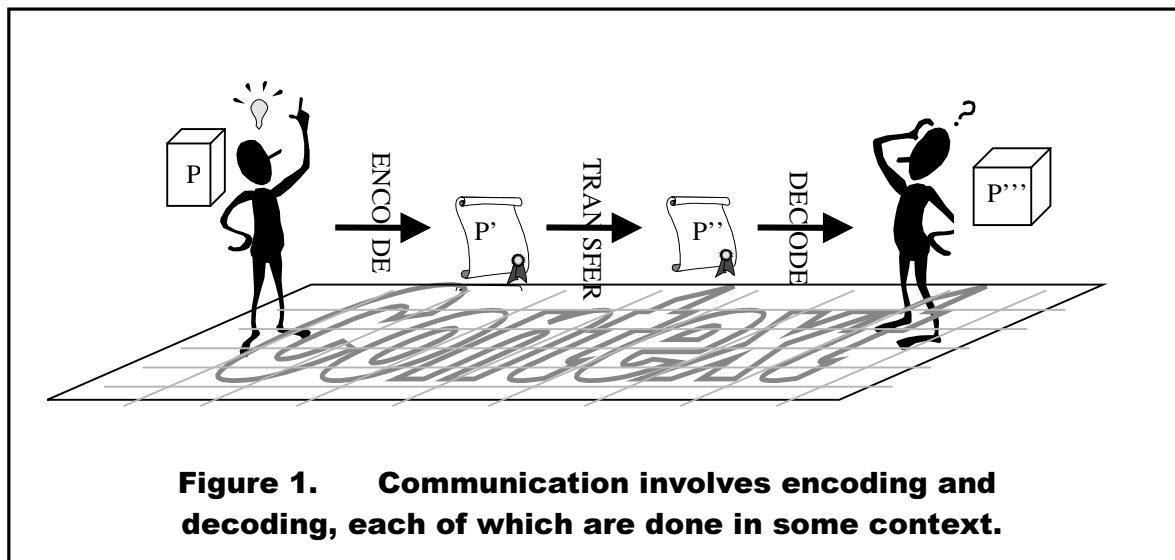 P
ENCODE
P'
TRANSFER
P''
DECODE
?
P'''
Context
Figure 1. Communication involves encoding and
decoding, each of which are done in some context.